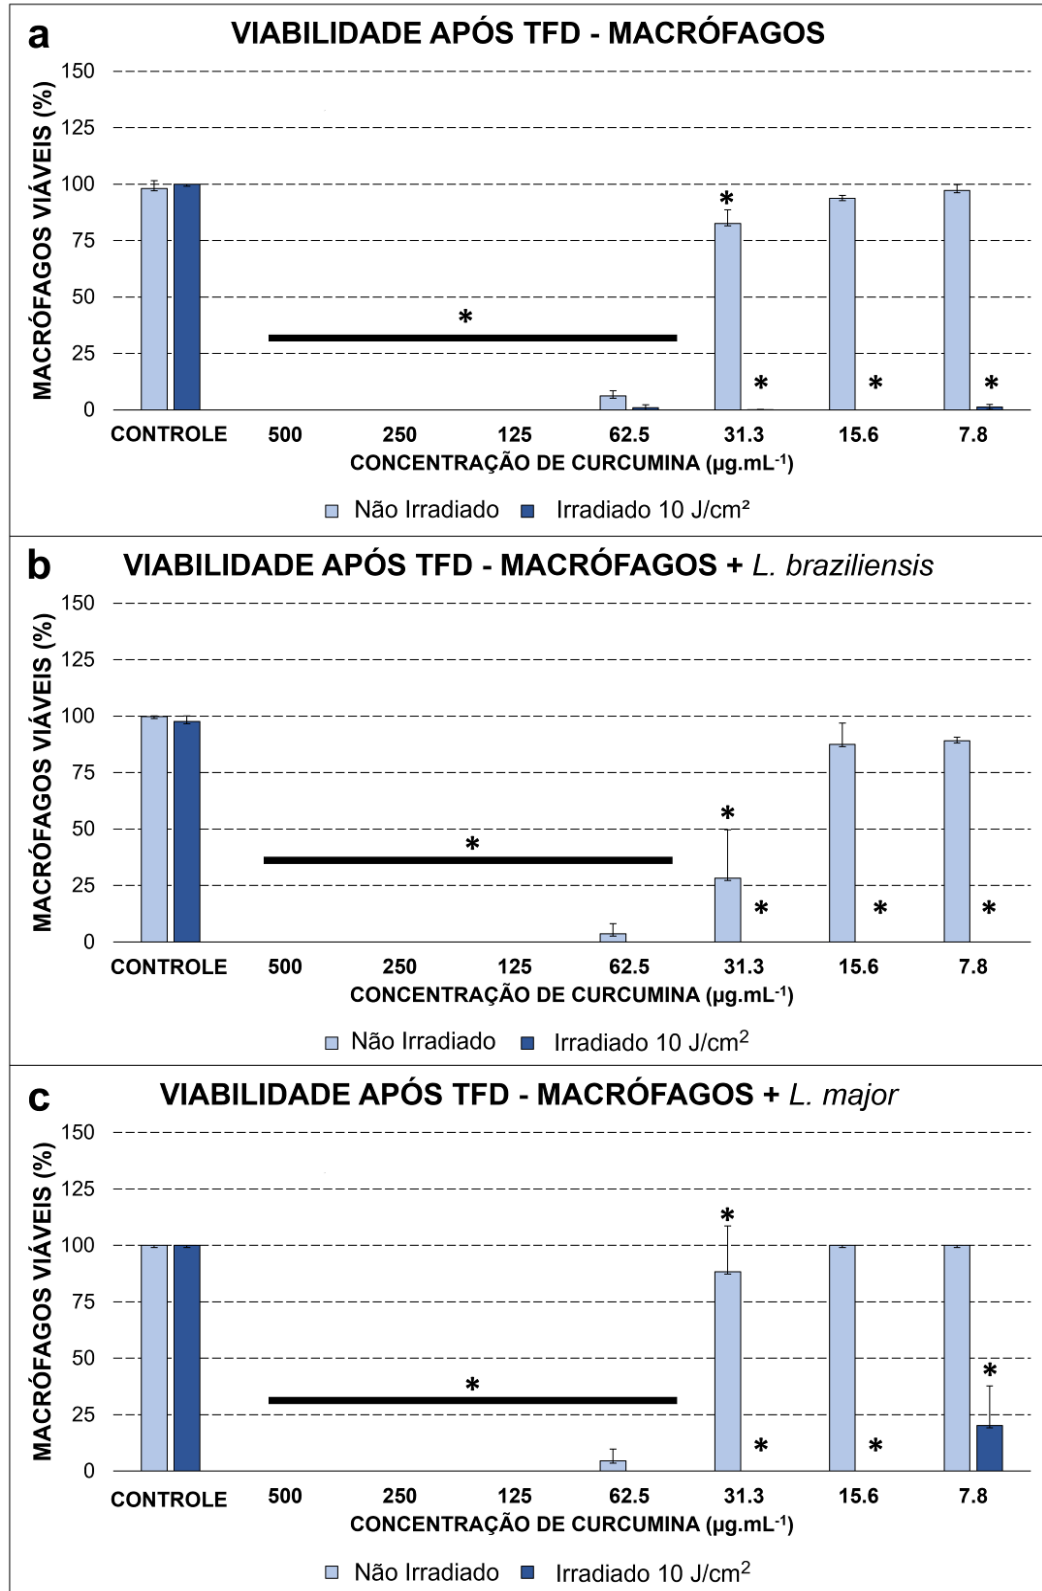 a VIABILIDADE APÓS TFD - MACRÓFAGOS
MACRÓFAGOS VIÁVEIS (%)
150
125
100
75
50
25
0
*
*
*
*
*
CONTROLE 500 250 125 62.5 31.3 15.6 7.8
CONCENTRAÇÃO DE CURCUMINA (µg.mL⁻¹)
Não Irradiado Irradiado 10 J/cm²
b VIABILIDADE APÓS TFD - MACRÓFAGOS + L. braziliensis
MACRÓFAGOS VIÁVEIS (%)
150
125
100
75
50
25
0
*
*
*
*
*
CONTROLE 500 250 125 62.5 31.3 15.6 7.8
CONCENTRAÇÃO DE CURCUMINA (µg.mL⁻¹)
Não Irradiado Irradiado 10 J/cm²
c VIABILIDADE APÓS TFD - MACRÓFAGOS + L. major
MACRÓFAGOS VIÁVEIS (%)
150
125
100
75
50
25
0
*
*
*
*
*
CONTROLE 500 250 125 62.5 31.3 15.6 7.8
CONCENTRAÇÃO DE CURCUMINA (µg.mL⁻¹)
Não Irradiado Irradiado 10 J/cm²